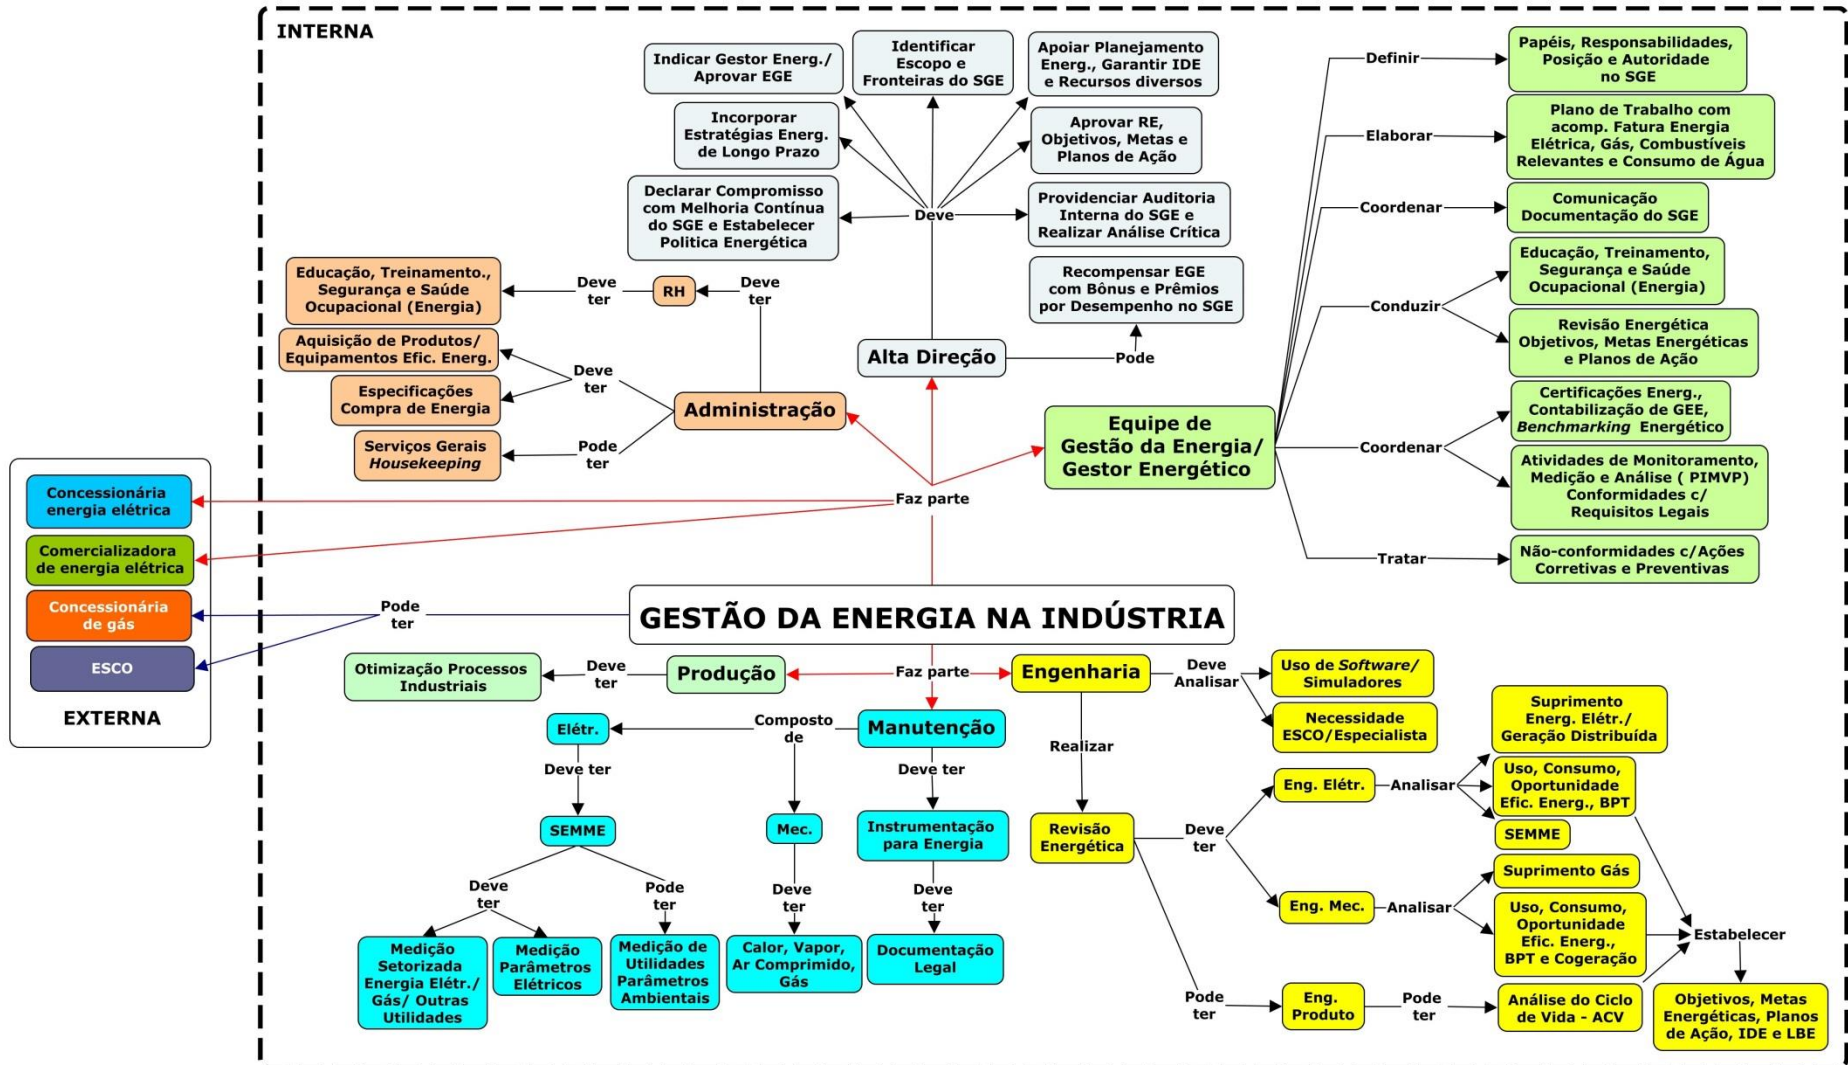 INTERNA
Indicar Gestor Energ./
Aprovar EGE
Identificar
Escopo e
Fronteiras do SGE
Apoiar Planejamento
Energ., Garantir IDE
e Recursos diversos
Incorporar
Estratégias Energ.
de Longo Prazo
Aprovar RE,
Objetivos, Metas e
Planos de Ação
Declarar Compromisso
com Melhoria Contínua
do SGE e Estabelecer
Politica Energética
Deve
Providenciar Auditoria
Interna do SGE e
Realizar Análise Crítica
Recompensar EGE
com Bônus e Prêmios
por Desempenho no SGE
Alta Direção
Pode
Educação, Treinamento.,
Segurança e Saúde
Ocupacional (Energia)
Deve
ter
RH
Deve
ter
Aquisição de Produtos/
Equipamentos Efic. Energ.
Deve
ter
Especificações
Compra de Energia
Administração
Serviços Gerais
Housekeeping
Pode
ter
Equipe de
Gestão da Energia/
Gestor Energético
Definir
Papéis, Responsabilidades,
Posição e Autoridade
no SGE
Elaborar
Plano de Trabalho com
acomp. Fatura Energia
Elétrica, Gás, Combustíveis
Relevantes e Consumo de Água
Coordenar
Comunicação
Documentação do SGE
Conduzir
Educação, Treinamento,
Segurança e Saúde
Ocupacional (Energia)
Revisão Energética
Objetivos, Metas Energéticas
e Planos de Ação
Coordenar
Certificações Energ.,
Contabilização de GEE,
Benchmarking Energético
Atividades de Monitoramento,
Medição e Análise ( PIMVP)
Conformidades c/
Requisitos Legais
Tratar
Não-conformidades c/Ações
Corretivas e Preventivas
Faz parte
Concessionária
energia elétrica
Comercializadora
de energia elétrica
Concessionária
de gás
ESCO
EXTERNA
Pode
ter
GESTÃO DA ENERGIA NA INDÚSTRIA
Otimização Processos
Industriais
Deve
ter
Produção
Faz parte
Engenharia
Deve
Analisar
Uso de Software/
Simuladores
Necessidade
ESCO/Especialista
Elétr.
Composto
de
Manutenção
Realizar
Deve ter
Deve ter
SEMME
Mec.
Instrumentação
para Energia
Deve
ter
Pode
ter
Deve
ter
Deve
ter
Medição
Setorizada
Energia Elétr./
Gás/ Outras
Utilidades
Medição
Parâmetros
Elétricos
Medição de
Utilidades
Parâmetros
Ambientais
Calor, Vapor,
Ar Comprimido,
Gás
Documentação
Legal
Revisão
Energética
Deve
ter
Eng. Elétr.
Analisar
Suprimento
Energ. Elétr./
Geração Distribuída
Uso, Consumo,
Oportunidade
Efic. Energ., BPT
SEMME
Eng. Mec.
Analisar
Suprimento Gás
Uso, Consumo,
Oportunidade
Efic. Energ.,
BPT e Cogeração
Estabelecer
Pode
ter
Eng.
Produto
Pode
ter
Análise do Ciclo
de Vida - ACV
Objetivos, Metas
Energéticas, Planos
de Ação, IDE e LBE